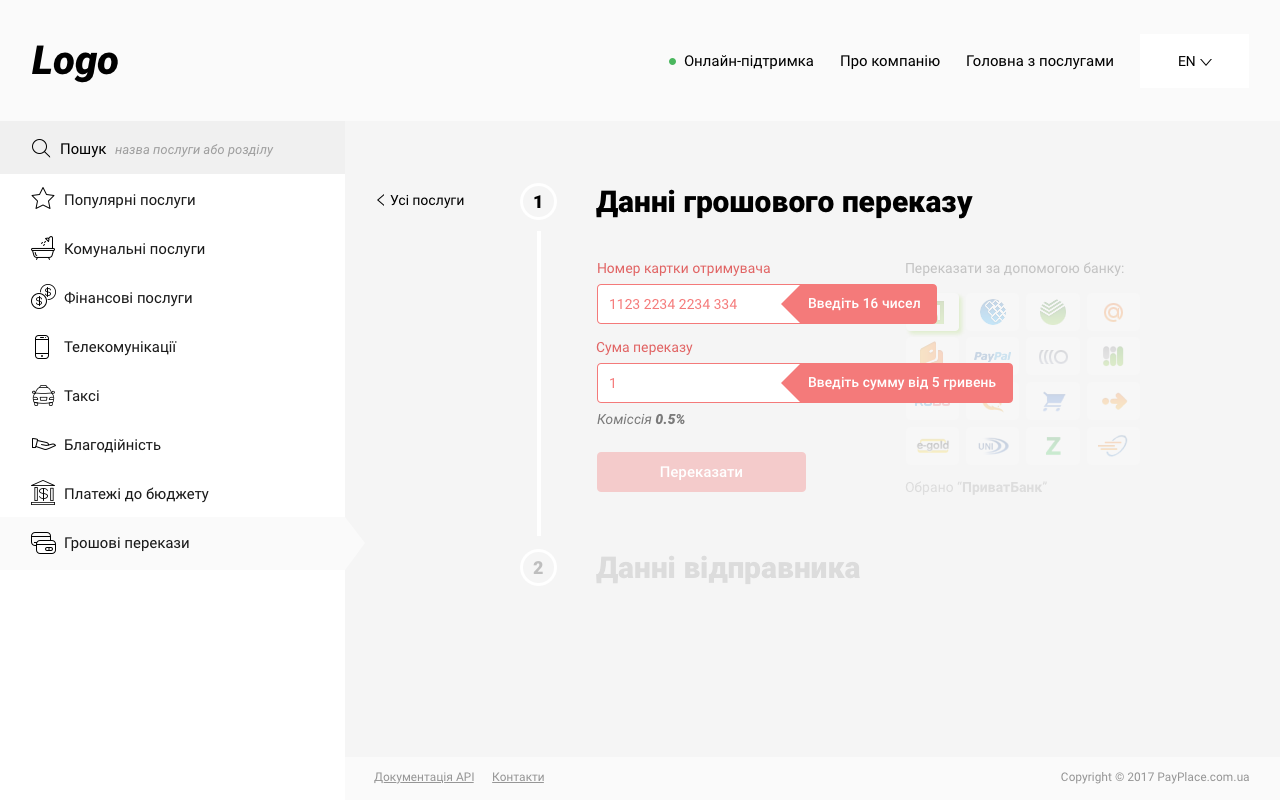 Logo
Онлайн-підтримка
Про компанію
Головна з послугами
EN
Пошук назва послуги або розділу
Популярні послуги
Комунальні послуги
Фінансові послуги
Телекомунікації
Таксі
Благодійність
Платежі до бюджету
Грошові перекази
Усі послуги
1
Данні грошового переказу
Номер картки отримувача
1123 2234 2234 334
Введіть 16 чисел
Сума переказу
1
Введіть сумму від 5 гривень
Коміссія 0.5%
Переказати
Переказати за допомогою банку:
PayPal
e-gold
UNI
Z
Обрано "ПриватБанк"
2
Данні відправника
Документація API
Контакти
Copyright © 2017 PayPlace.com.ua